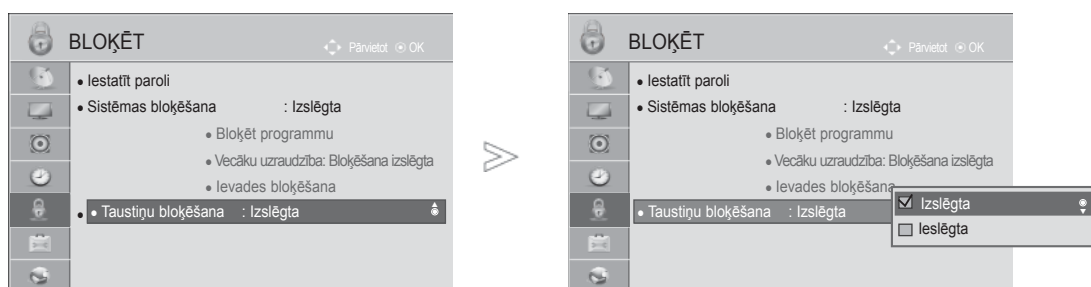 BLOĶĒT
Pārvietot OK
• Iestatīt paroli
• Sistēmas bloķēšana : Izslēgta
• Bloķēt programmu
• Vecāku uzraudzība: Bloķēšana izslēgta
• Ievades bloķēšana
• • Taustiņu bloķēšana : Izslēgta
BLOĶĒT
Pārvietot OK
• Iestatīt paroli
• Sistēmas bloķēšana : Izslēgta
• Bloķēt programmu
• Vecāku uzraudzība: Bloķēšana izslēgta
• Ievades bloķēšana
• Taustiņu bloķēšana : Izslēgta
Izslēgta
Ieslēgta